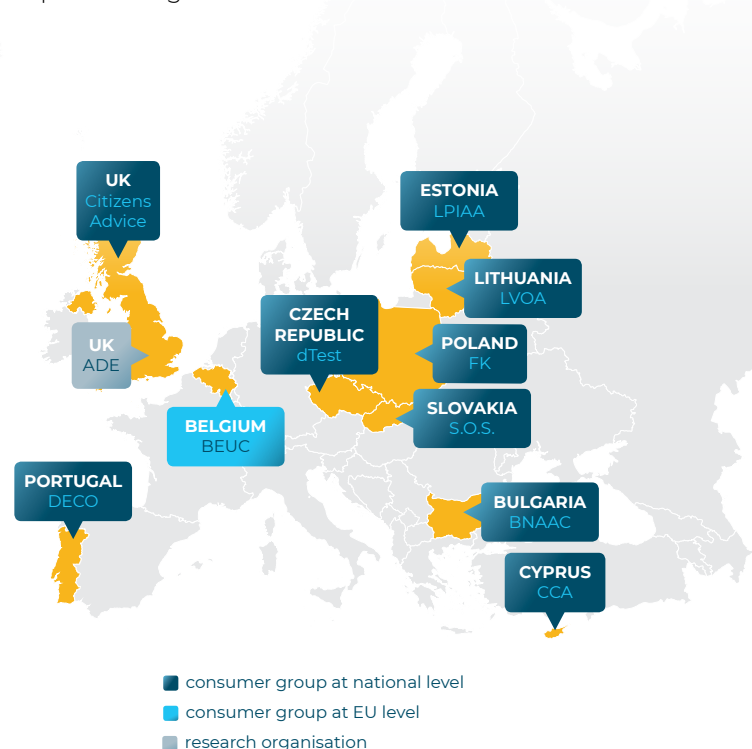 UK
Citizens
Advice
ESTONIA
LPIAA
LITHUANIA
LVOA
CZECH
REPUBLIC
dTest
UK
ADE
POLAND
FK
SLOVAKIA
S.O.S.
BELGIUM
BEUC
PORTUGAL
DECO
BULGARIA
BNAAC
CYPRUS
CCA
consumer group at national level
consumer group at EU level
research organisation